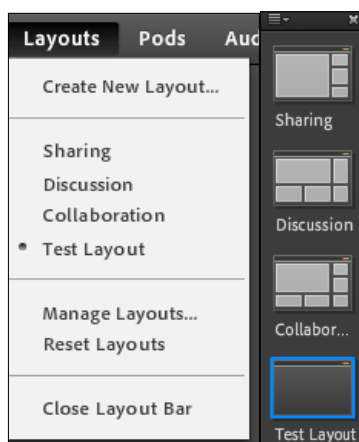 Layouts Pods Aud
Create New Layout...
Sharing
Discussion
Collaboration
Test Layout
Manage Layouts...
Reset Layouts
Close Layout Bar
Sharing
Discussion
Collabor...
Test Layout